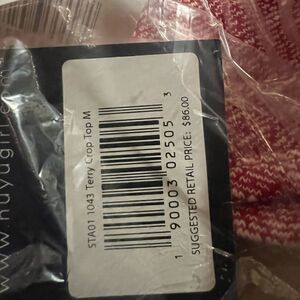 STA01 1043 Terry Crop Top M
1 90003 02505 3
SUGGESTED RETAIL PRICE: $86.00